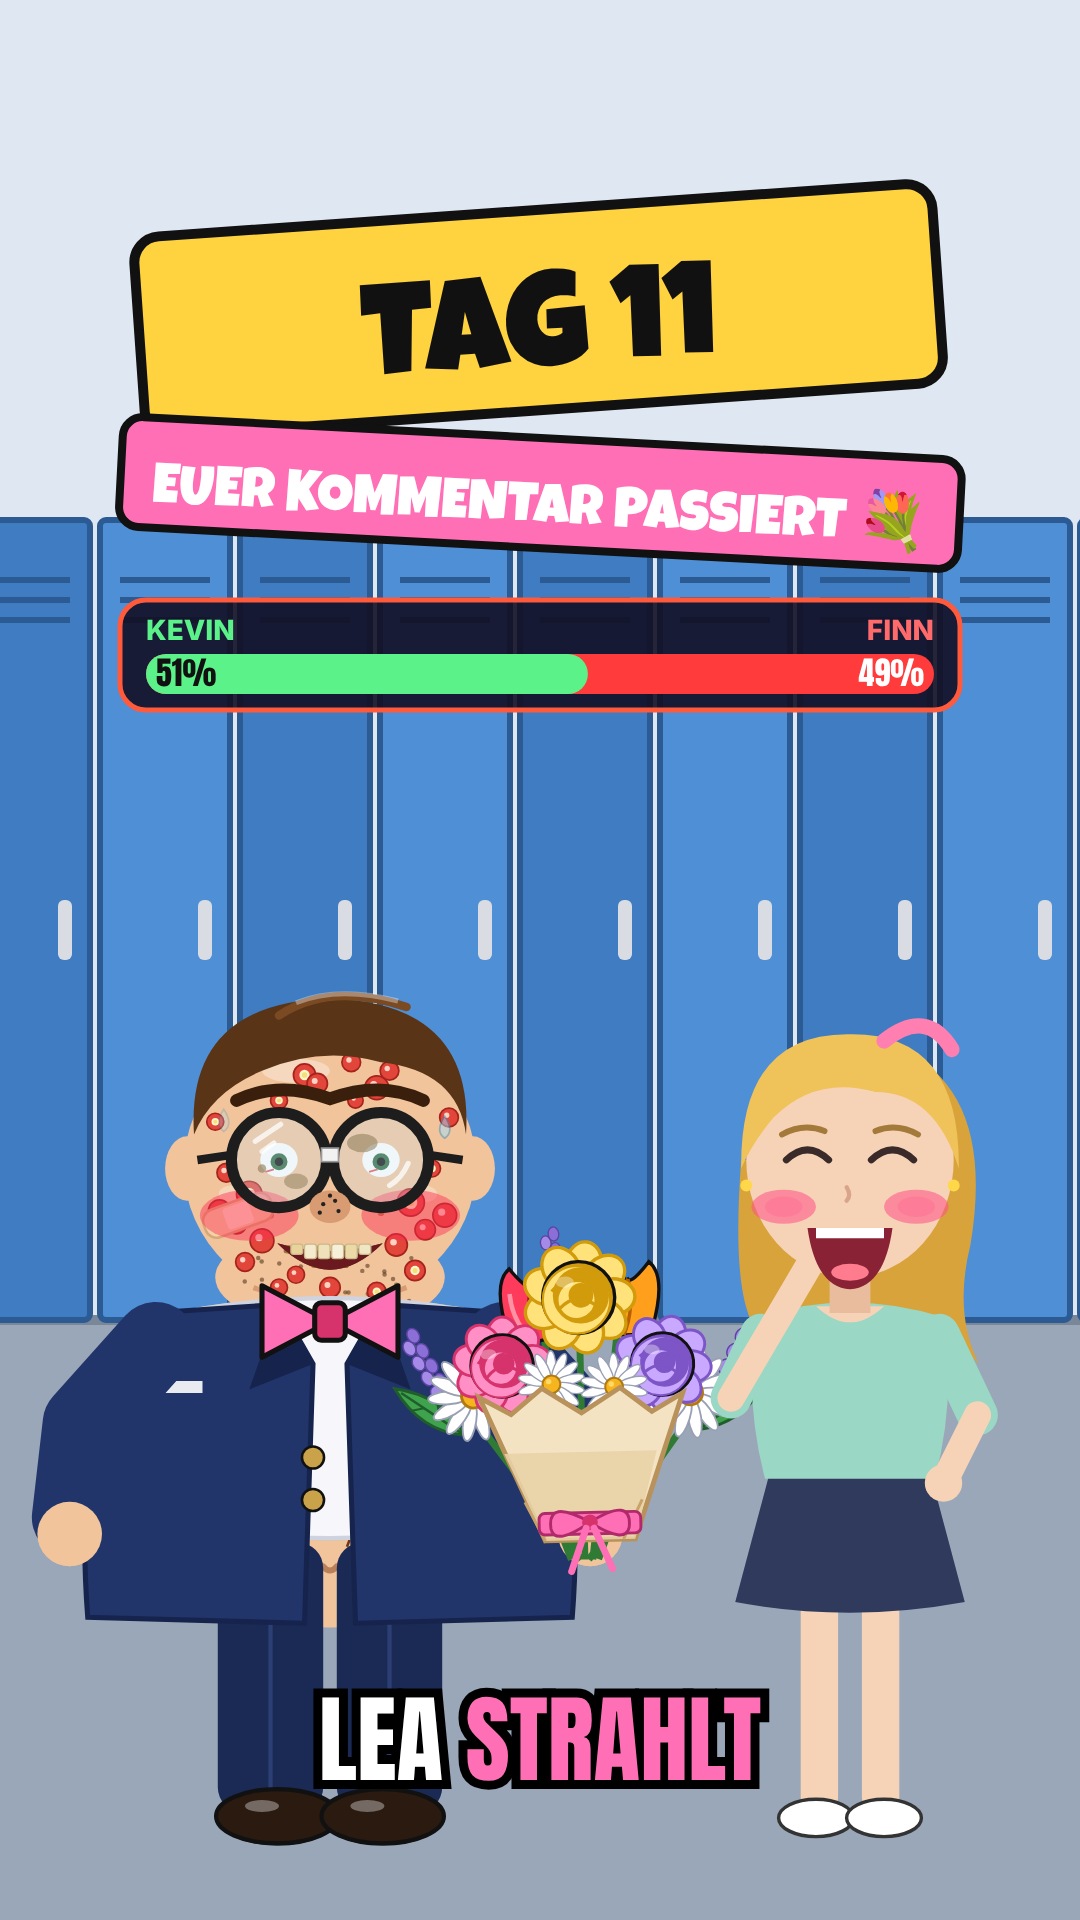 TAG 11
EUER KOMMENTAR PASSIERT 💐
KEVIN FINN
51% 49%
LEA STRAHLT